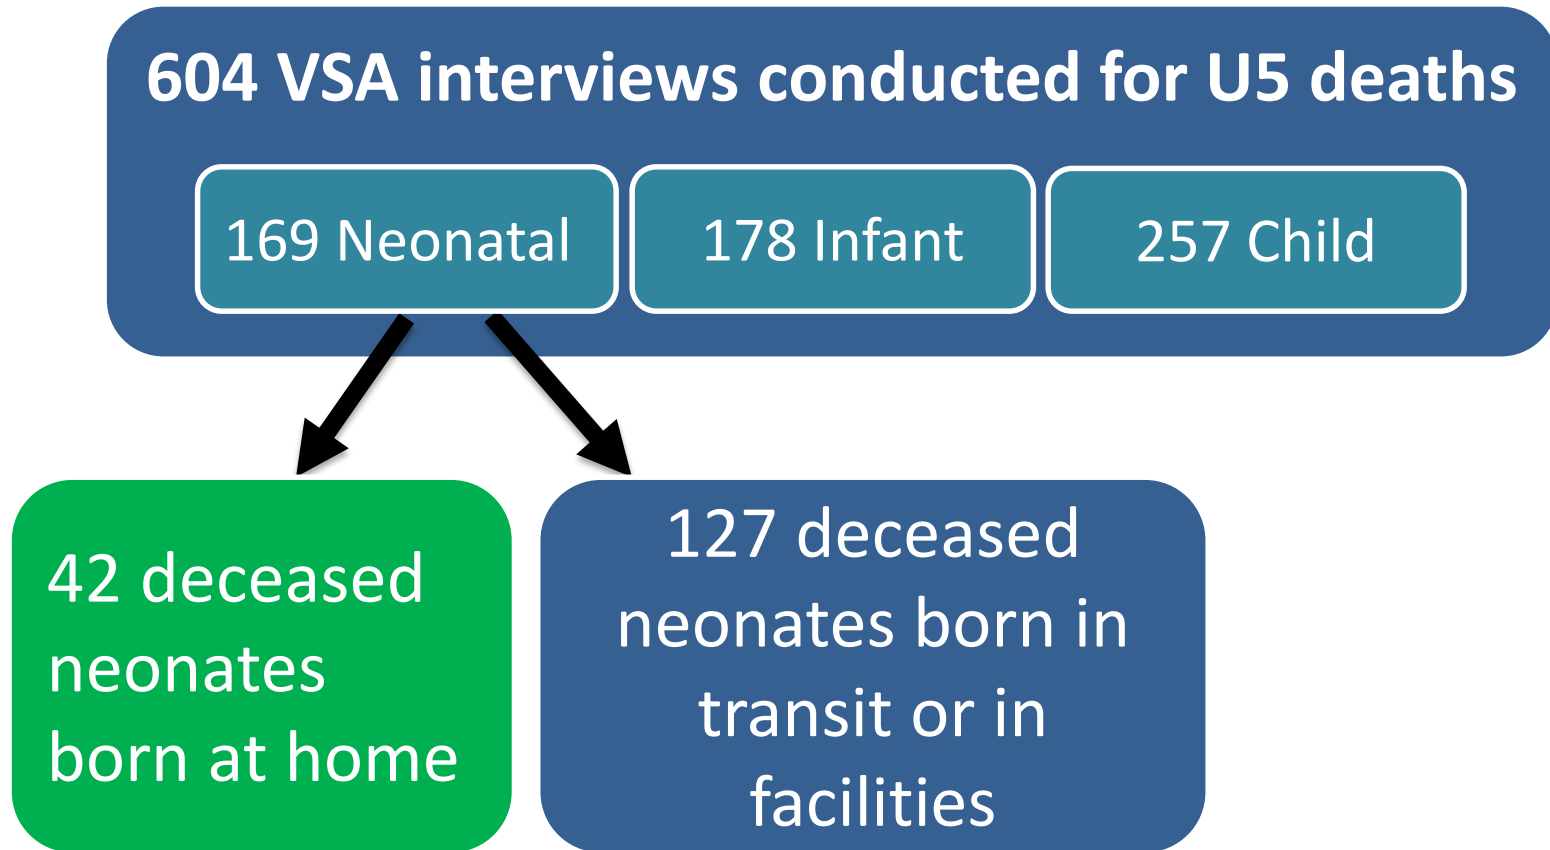 604 VSA interviews conducted for U5 deaths
169 Neonatal
178 Infant
257 Child
42 deceased
neonates
born at home
127 deceased
neonates born in
transit or in
facilities